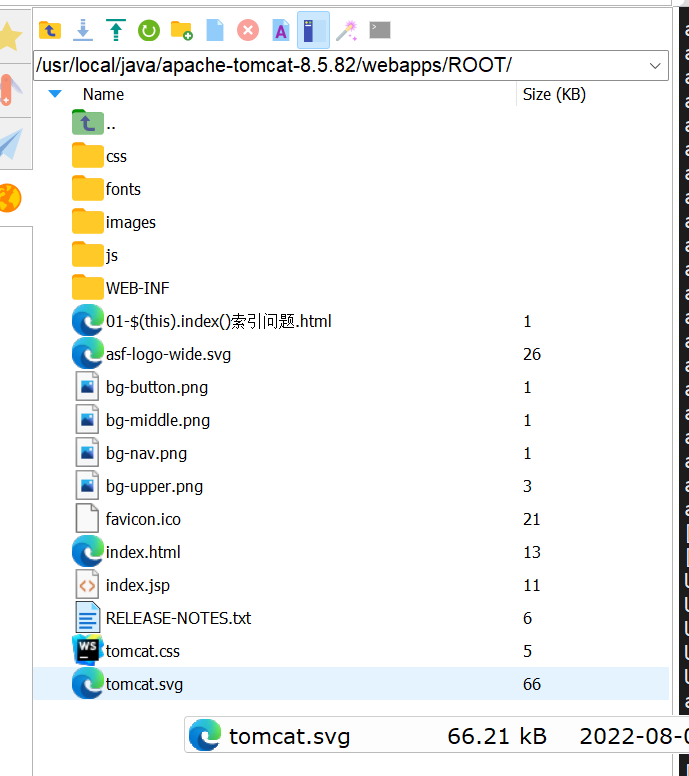 /usr/local/java/apache-tomcat-8.5.82/webapps/ROOT/
Name Size (KB)
..
css
fonts
images
js
WEB-INF
01-$(this).index()索引问题.html 1
asf-logo-wide.svg 26
bg-button.png 1
bg-middle.png 1
bg-nav.png 1
bg-upper.png 3
favicon.ico 21
index.html 13
index.jsp 11
RELEASE-NOTES.txt 6
tomcat.css 5
tomcat.svg 66
tomcat.svg 66.21 kB 2022-08-